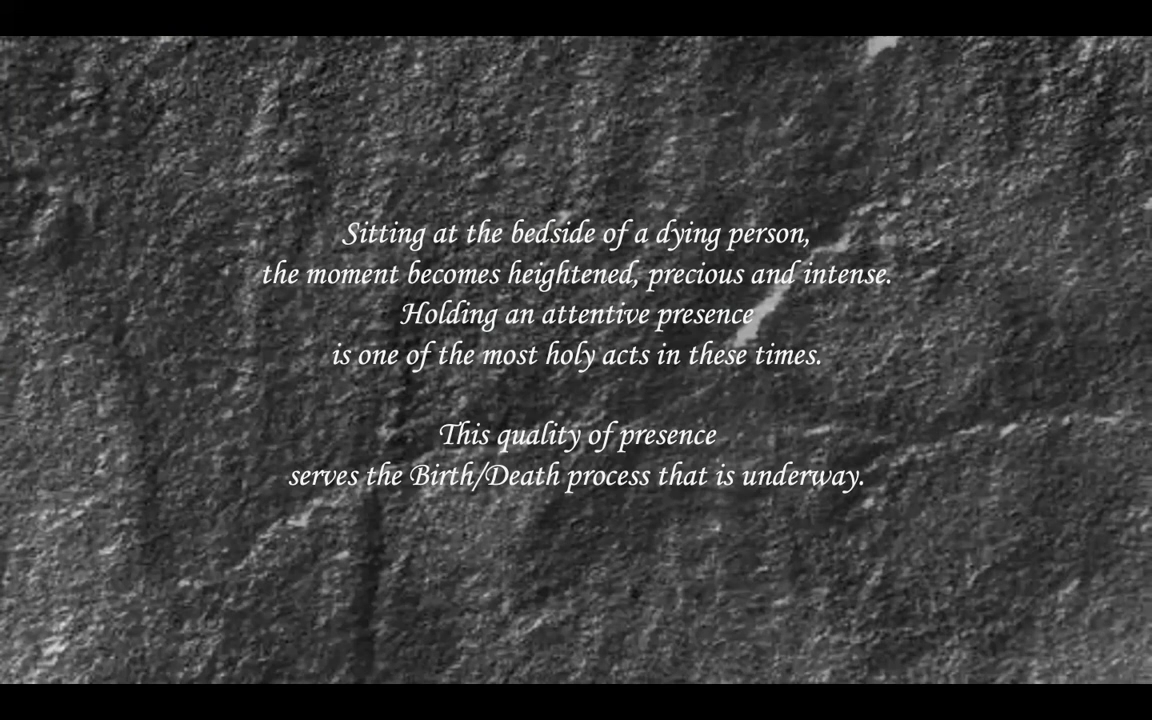 Sitting at the bedside of a dying person,
the moment becomes heightened, precious and intense.
Holding an attentive presence
is one of the most holy acts in these times.
This quality of presence
serves the Birth/Death process that is underway.